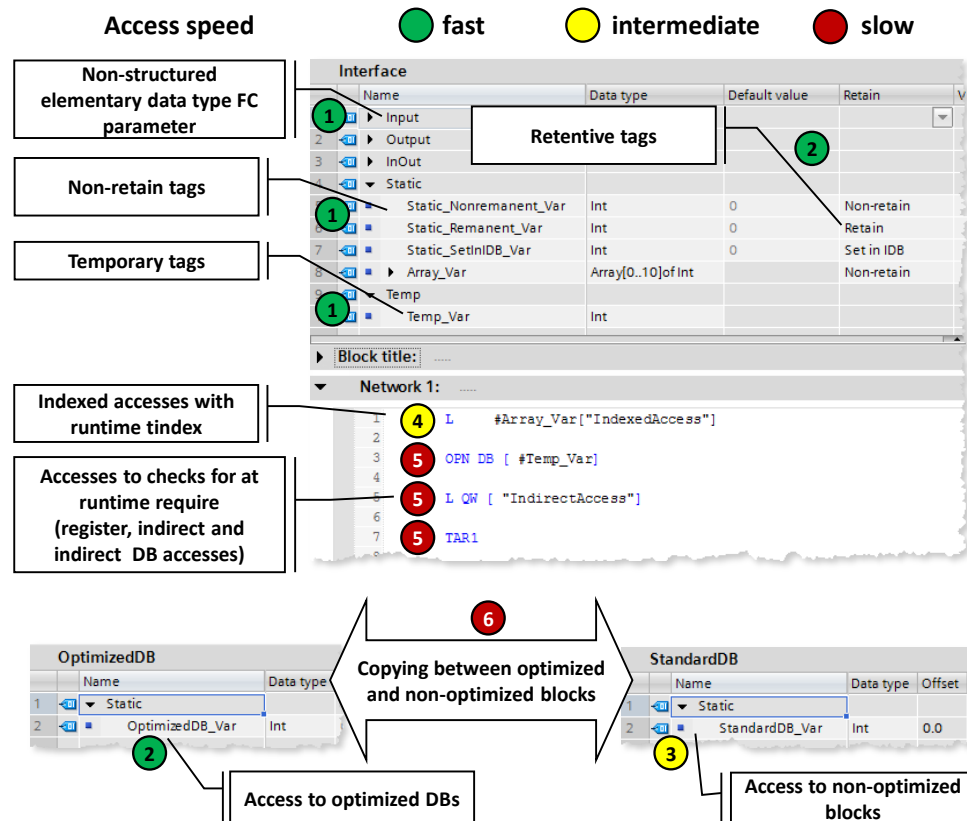 Access speed fast intermediate slow
Non-structured
elementary data type FC
parameter
Non-retain tags
Temporary tags
Interface
Name Data type Default value Retain V
1 Input
2 Output
3 InOut
Retentive tags
2
Static
1 Static_Nonremanent_Var Int 0 Non-retain
6 Static_Remanent_Var Int 0 Retain
7 Static_SetInIDB_Var Int 0 Set in IDB
8 Array_Var Array[0..10]of Int Non-retain
9 Temp
1 Temp_Var Int
Block title: .....
Network 1: .....
Indexed accesses with
runtime tindex
Accesses to checks for at
runtime require
(register, indirect and
indirect DB accesses)
1 4 L #Array_Var["IndexedAccess"]
2
3 5 OPN DB [ #Temp_Var]
4
5 5 L QW [ "IndirectAccess"]
6
7 5 TAR1
6
Copying between optimized
and non-optimized blocks
OptimizedDB
Name Data type
1 Static
2 OptimizedDB_Var Int
2
Access to optimized DBs
StandardDB
Name Data type Offset
1 Static
2 StandardDB_Var Int 0.0
3
Access to non-optimized
blocks